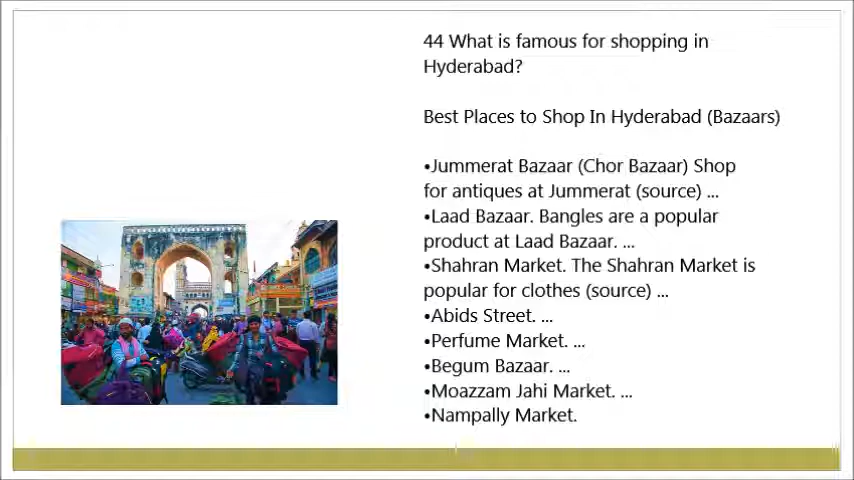 44 What is famous for shopping in
Hyderabad?
Best Places to Shop In Hyderabad (Bazaars)
•Jummerat Bazaar (Chor Bazaar) Shop
for antiques at Jummerat (source) ...
•Laad Bazaar. Bangles are a popular
product at Laad Bazaar. ...
•Shahran Market. The Shahran Market is
popular for clothes (source) ...
•Abids Street. ...
•Perfume Market. ...
•Begum Bazaar. ...
•Moazzam Jahi Market. ...
•Nampally Market.